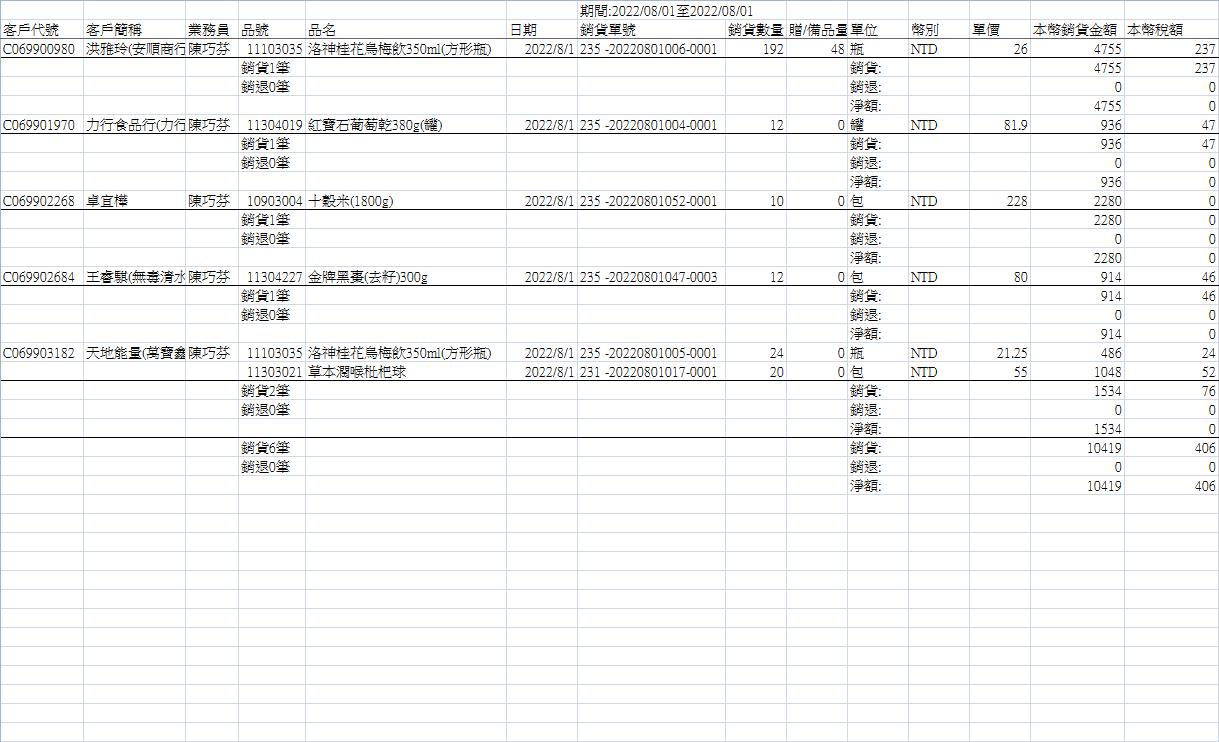 期間:2022/08/01至2022/08/01
客戶代號 客戶簡稱 業務員 品號 品名 日期 銷貨單號 銷貨數量 贈/備品量 單位 幣別 單價 本幣銷貨金額 本幣稅額
C069900980 洪雅玲(安順商行 陳巧芬 11103035 洛神桂花烏梅飲350ml(方形瓶) 2022/8/1 235 -20220801006-0001 192 48 瓶 NTD 26 4755 237
銷貨1筆 銷貨: 4755 237
銷退0筆 銷退: 0 0
淨額: 4755 0
C069901970 力行食品行(力行 陳巧芬 11304019 紅寶石葡萄乾380g(罐) 2022/8/1 235 -20220801004-0001 12 0 罐 NTD 81.9 936 47
銷貨1筆 銷貨: 936 47
銷退0筆 銷退: 0 0
淨額: 936 0
C069902268 卓宜樺 陳巧芬 10903004 十穀米(1800g) 2022/8/1 235 -20220801052-0001 10 0 包 NTD 228 2280 0
銷貨1筆 銷貨: 2280 0
銷退0筆 銷退: 0 0
淨額: 2280 0
C069902684 王睿騏(無毒清水 陳巧芬 11304227 金牌黑棗(去籽)300g 2022/8/1 235 -20220801047-0003 12 0 包 NTD 80 914 46
銷貨1筆 銷貨: 914 46
銷退0筆 銷退: 0 0
淨額: 914 0
C069903182 天地能量(萬寶鑫 陳巧芬 11103035 洛神桂花烏梅飲350ml(方形瓶) 2022/8/1 235 -20220801005-0001 24 0 瓶 NTD 21.25 486 24
11303021 草本潤喉枇杷球 2022/8/1 231 -20220801017-0001 20 0 包 NTD 55 1048 52
銷貨2筆 銷貨: 1534 76
銷退0筆 銷退: 0 0
淨額: 1534 0
銷貨6筆 銷貨: 10419 406
銷退0筆 銷退: 0 0
淨額: 10419 406